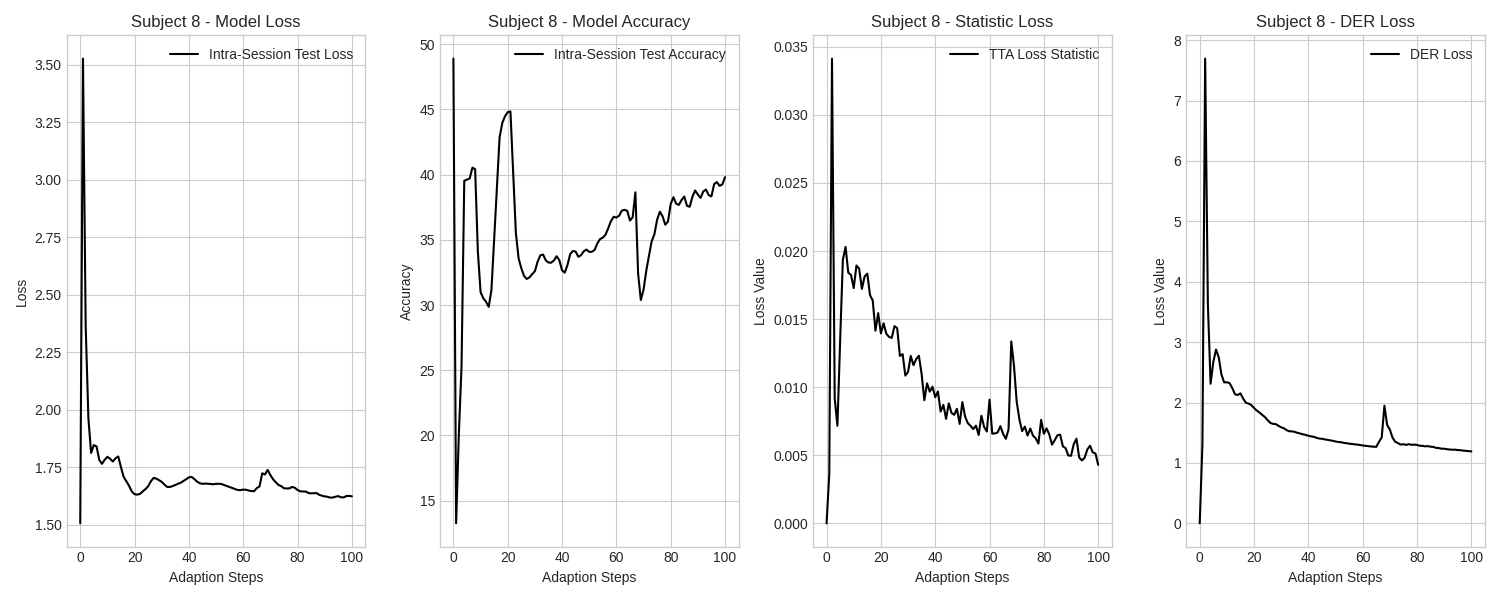 Subject 8 - Model Loss
Intra-Session Test Loss
3.50
3.25
3.00
2.75
2.50
2.25
2.00
1.75
1.50
Loss
0 20 40 60 80 100
Adaption Steps
Subject 8 - Model Accuracy
Intra-Session Test Accuracy
50
45
40
35
30
25
20
15
Accuracy
0 20 40 60 80 100
Adaption Steps
Subject 8 - Statistic Loss
TTA Loss Statistic
0.035
0.030
0.025
0.020
0.015
0.010
0.005
0.000
Loss Value
0 20 40 60 80 100
Adaption Steps
Subject 8 - DER Loss
DER Loss
8
7
6
5
4
3
2
1
0
Loss Value
0 20 40 60 80 100
Adaption Steps